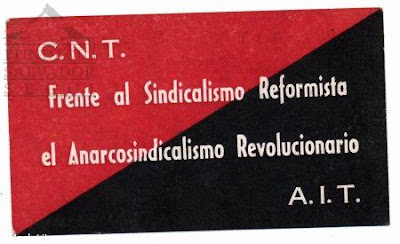 C.N.T.
Frente al Sindicalismo Reformista
el Anarcosindicalismo Revolucionario
A.I.T.